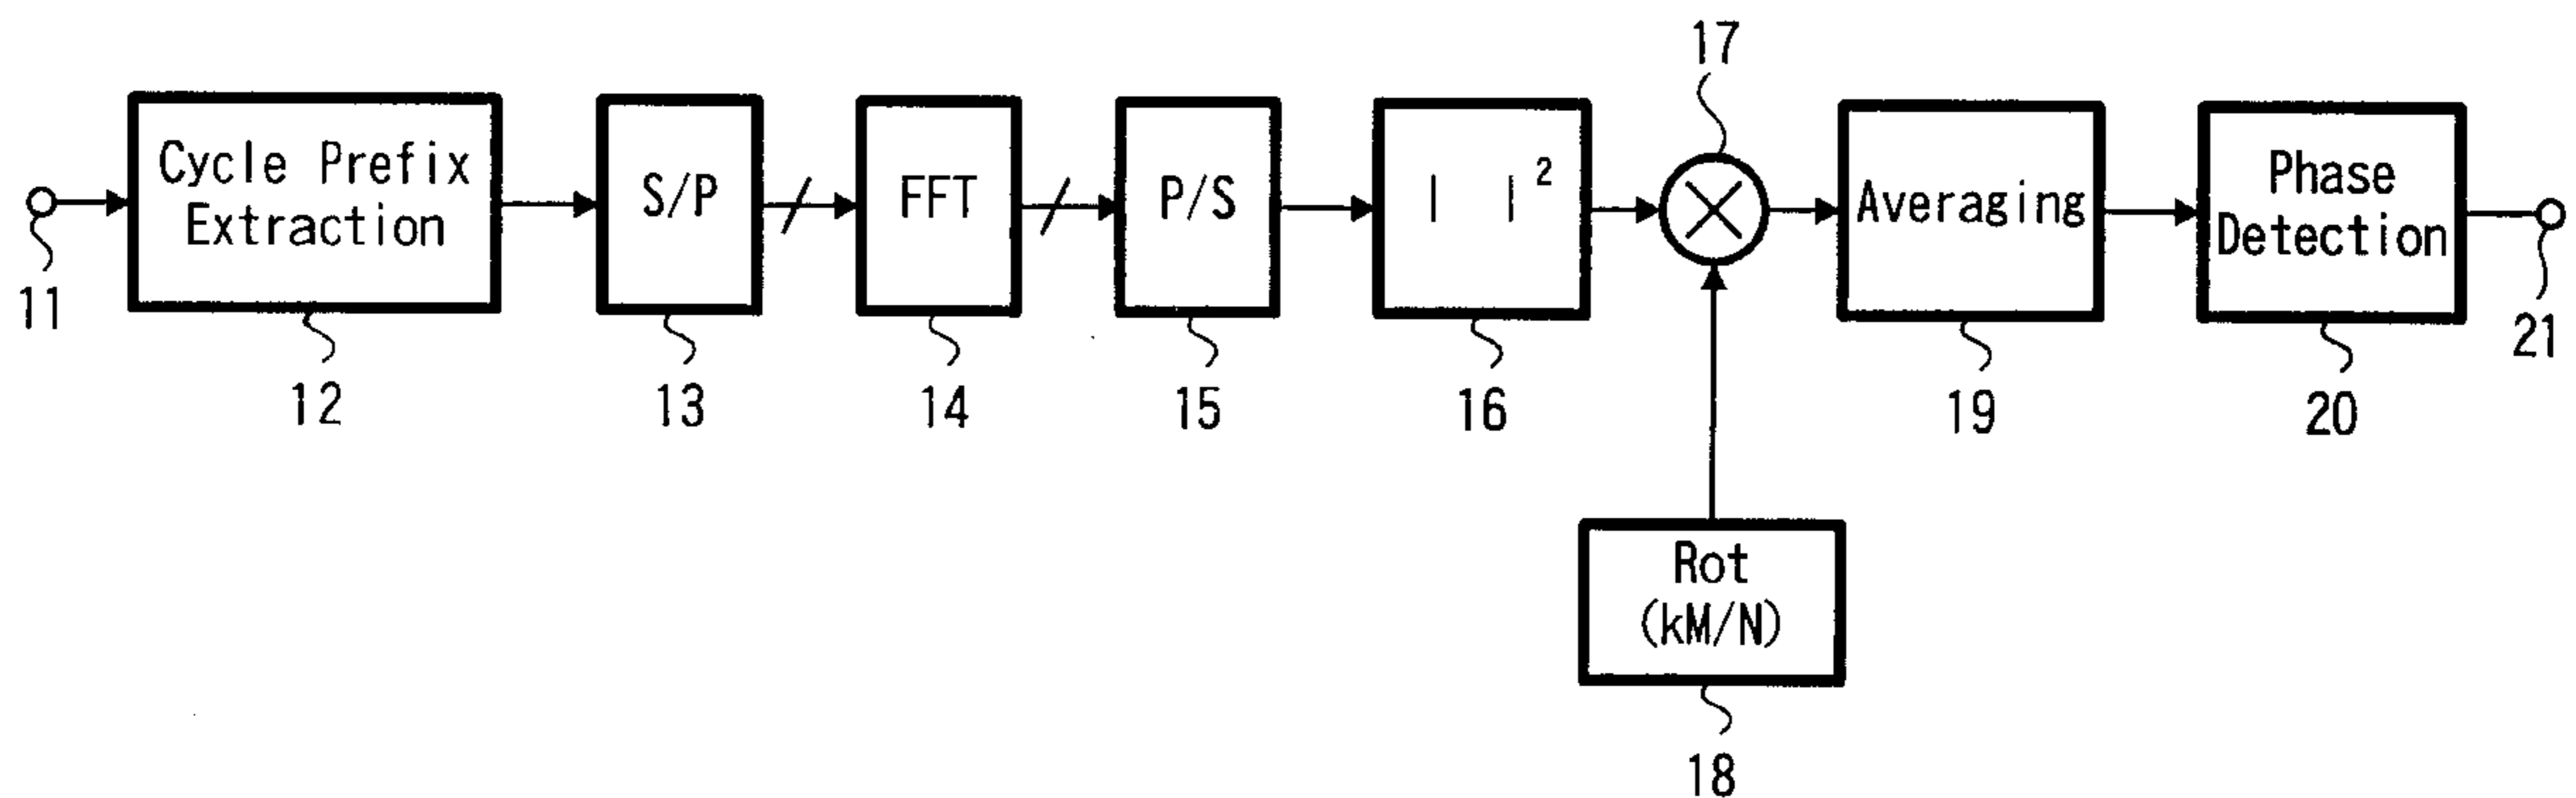 17
Cycle Prefix
Extraction
S/P
FFT
P/S
| |²
Averaging
Phase
Detection
11
12
13
14
15
16
19
20
21
Rot
(kM/N)
18